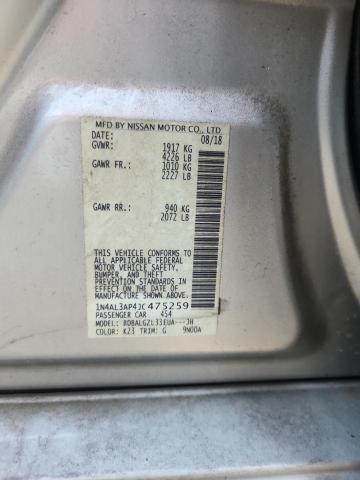 MFD BY NISSAN MOTOR CO., LTD.
DATE: 08/18
GVWR: 1917 KG
4226 LB
GAWR FR.: 1010 KG
2227 LB
GAWR RR.: 940 KG
2072 LB
THIS VEHICLE CONFORMS TO ALL
APPLICABLE FEDERAL MOTOR
MOTOR VEHICLE SAFETY,
BUMPER, AND THEFT
PREVENTION STANDARDS
IN EFFECT ON THE DATE OF
MANUFACTURE SHOWN ABOVE.
1N4AL3AP4JC475259
PASSENGER CAR 4S4
MODEL:
COLOR: K23 TRIM: G 9N00A